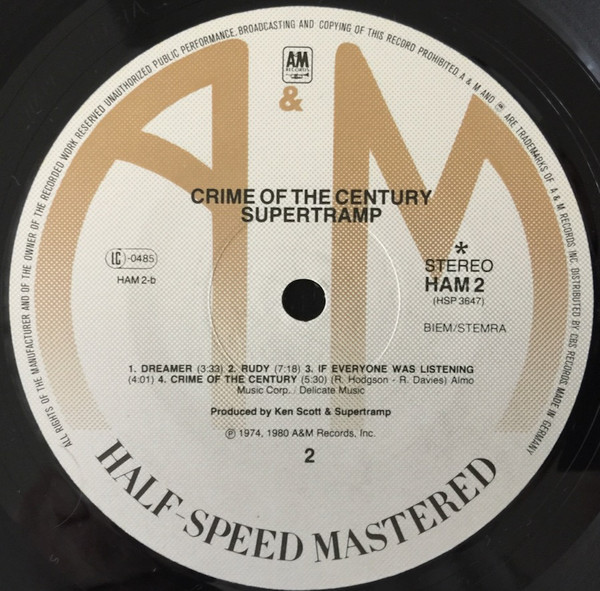 ALL RIGHTS OF THE MANUFACTURER AND OF THE OWNER OF THE RECORDED WORK RESERVED UNAUTHORIZED PUBLIC PERFORMANCE, BROADCASTING AND COPYING OF THIS RECORD PROHIBITED. A & M AND AM ARE TRADEMARKS OF A & M RECORDS INC. DISTRIBUTED BY CBS RECORDS MADE IN GERMANY
AM
RECORDS
A&M
CRIME OF THE CENTURY
SUPERTRAMP
LC-0485
HAM 2-b
*
STEREO
HAM 2
(HSP 3647)
BIEM/STEMRA
1. DREAMER (3:33) 2. RUDY (7:18) 3. IF EVERYONE WAS LISTENING
(4:01) 4. CRIME OF THE CENTURY (5:30) (R. Hodgson - R. Davies) Almo
Music Corp. / Delicate Music
Produced by Ken Scott & Supertramp
℗ 1974, 1980 A&M Records, Inc.
2
HALF-SPEED MASTERED